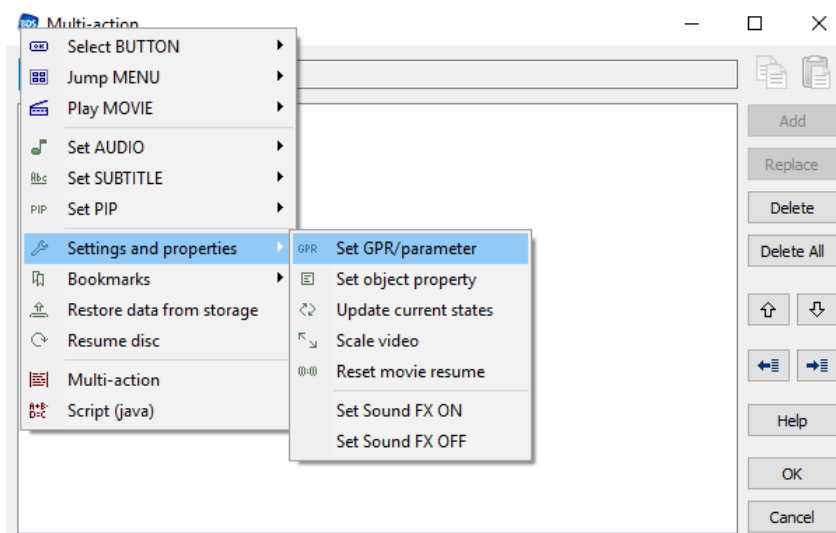 BDS Multi-action
OK Select BUTTON
Jump MENU
Play MOVIE
Set AUDIO
Abc Set SUBTITLE
PIP Set PIP
Settings and properties
Bookmarks
Restore data from storage
Resume disc
Multi-action
A+B- D=C Script (java)
GPR Set GPR/parameter
Set object property
Update current states
Scale video
Reset movie resume
Set Sound FX ON
Set Sound FX OFF
Add
Replace
Delete
Delete All
Help
OK
Cancel